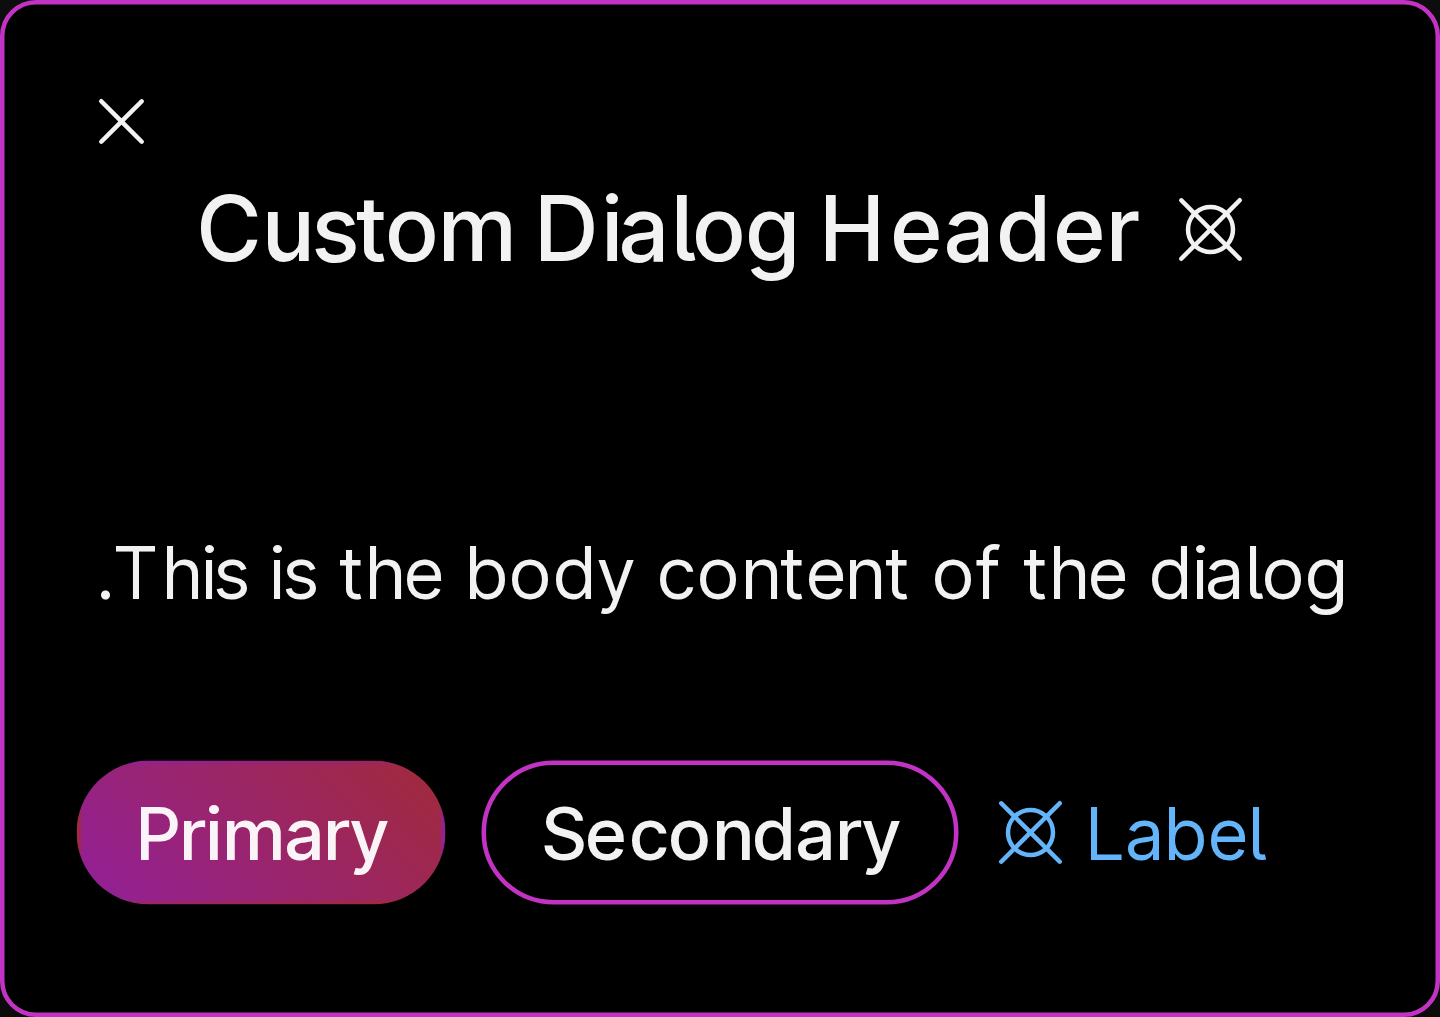 Custom Dialog Header
.This is the body content of the dialog
Primary
Secondary
Label